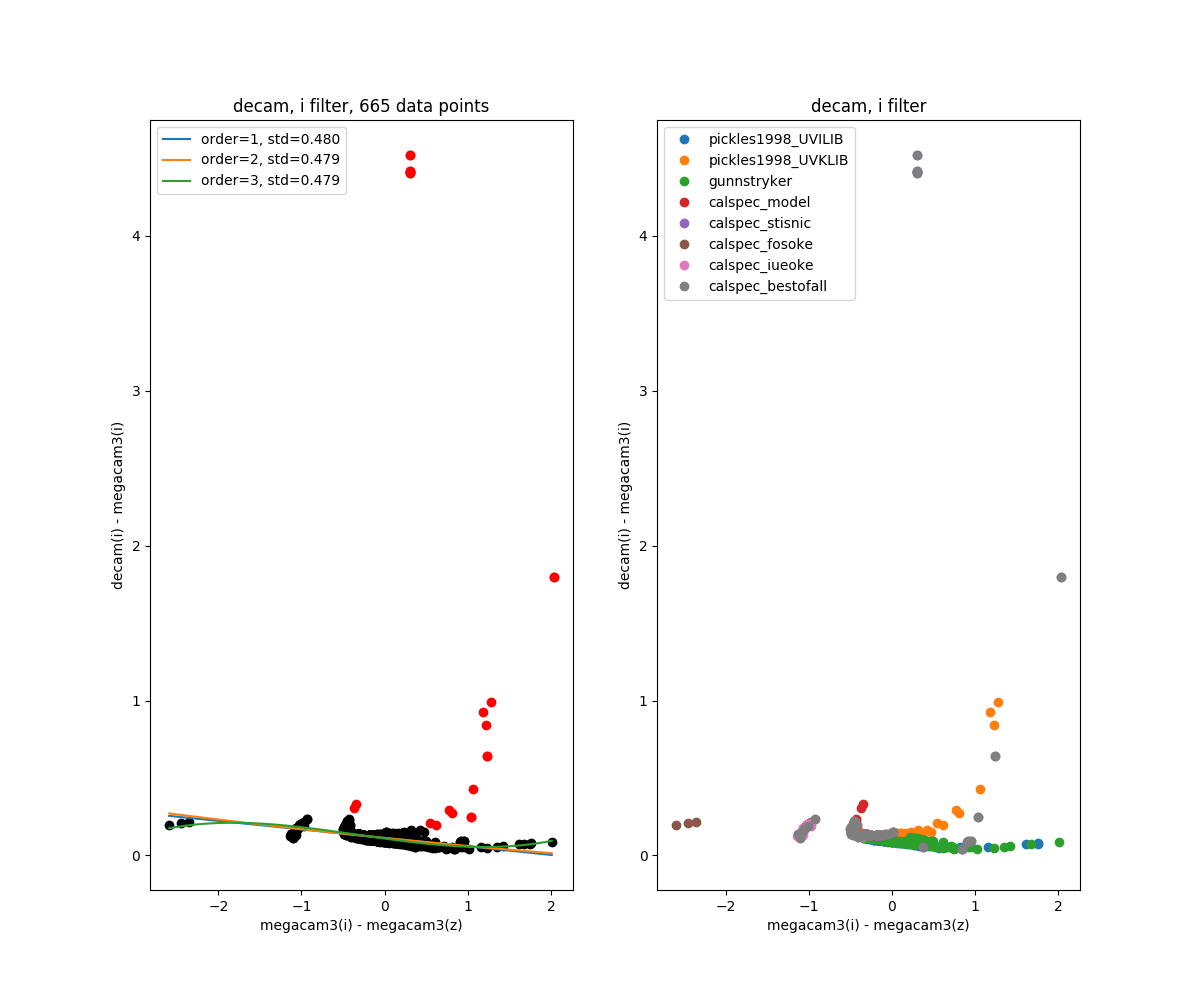 decam, i filter, 665 data points
order=1, std=0.480
order=2, std=0.479
order=3, std=0.479
4
3
2
1
0
decam(i) - megacam3(i)
−2
−1
0
1
2
megacam3(i) - megacam3(z)
decam, i filter
pickles1998_UVILIB
pickles1998_UVKLIB
gunnstryker
calspec_model
calspec_stisnic
calspec_fosoke
calspec_iueoke
calspec_bestofall
4
3
2
1
0
decam(i) - megacam3(i)
−2
−1
0
1
2
megacam3(i) - megacam3(z)